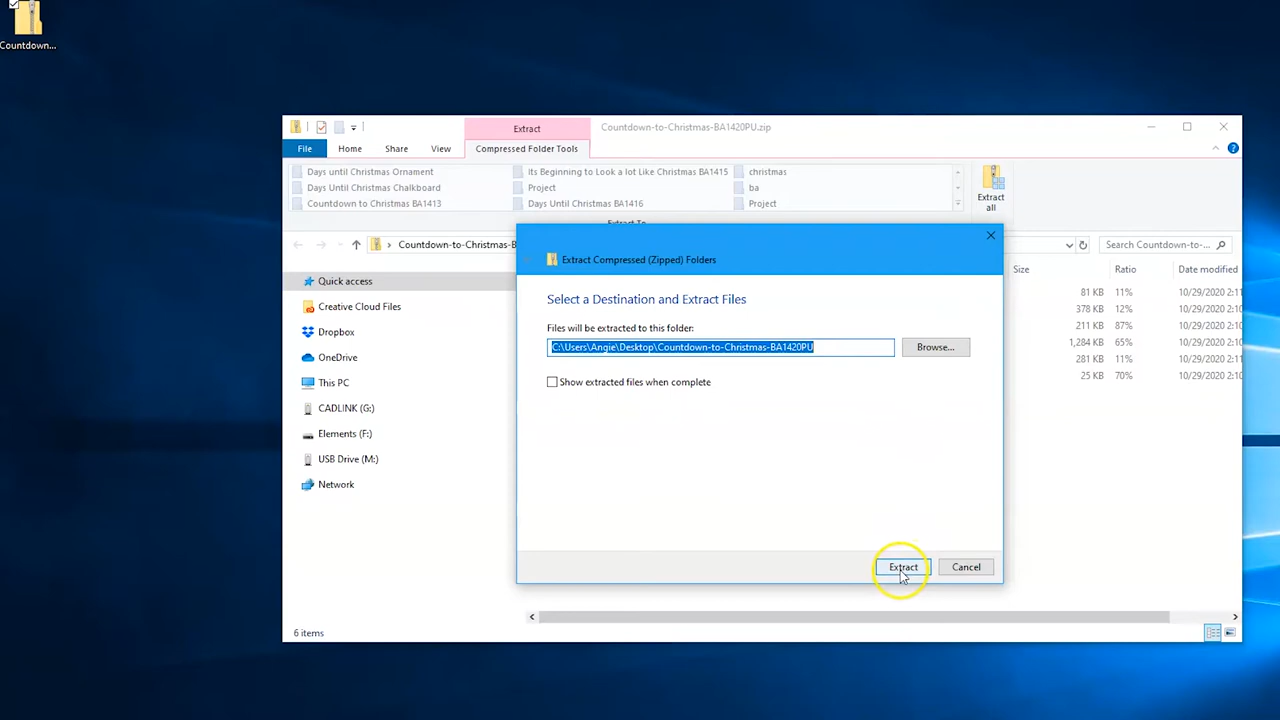 Countdown...
Extract
Countdown-to-Christmas-BA1420PU.zip
File
Home
Share
View
Compressed Folder Tools
Days until Christmas Ornament
its Beginning to Look a lot Like Christmas BA1415
christmas
Days Until Christmas Chalkboard
Project
ba
Countdown to Christmas BA1413
Days Until Christmas BA1416
Project
Extract
all
Extract To
Countdown-to-Christmas-B
Search Countdown-to-...
Extract Compressed (Zipped) Folders
Select a Destination and Extract Files
Files will be extracted to this folder:
C:\Users\Angie\Desktop\Countdown-to-Christmas-BA1420PU
Browse...
Show extracted files when complete
Extract
Cancel
Quick access
Creative Cloud Files
Dropbox
OneDrive
This PC
CADLINK (G:)
Elements (F:)
USB Drive (M:)
Network
Size
Ratio
Date modified
81 KB
11%
10/29/2020 2:11
378 KB
12%
10/29/2020 2:11
211 KB
87%
10/29/2020 2:11
1,284 KB
65%
10/29/2020 2:11
281 KB
11%
10/29/2020 2:11
25 KB
70%
10/29/2020 2:
6 items